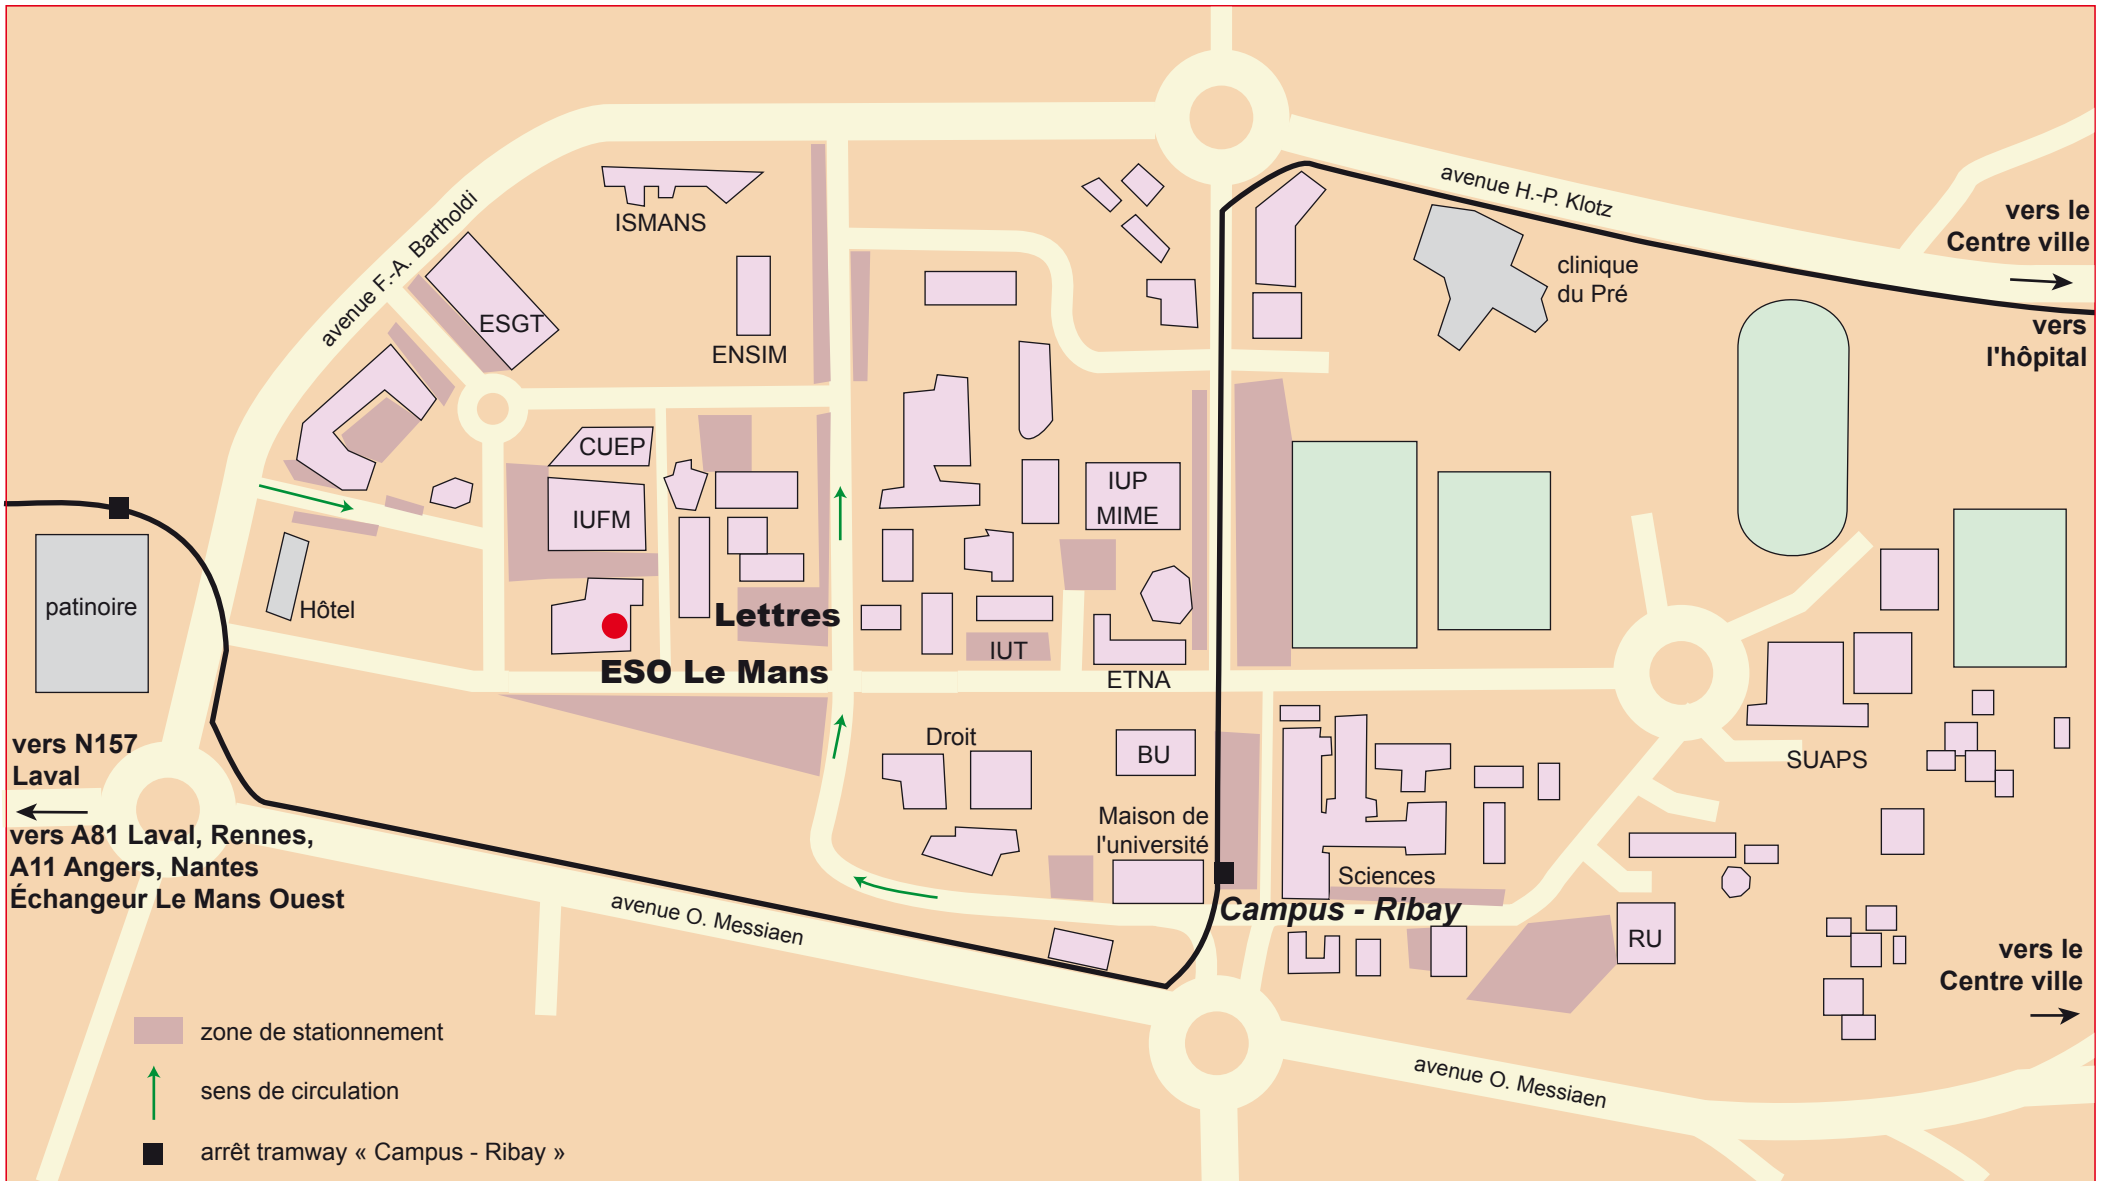 avenue H.-P. Klotz
vers le
Centre ville
ISMANS
avenue F.-A. Bartholdi
clinique
du Pré
ESGT
ENSIM
vers
l'hôpital
CUEP
IUP
MIME
IUFM
patinoire
Hôtel
Lettres
IUT
ESO Le Mans
ETNA
vers N157
Laval
Droit
BU
SUAPS
Maison de
l'université
vers A81 Laval, Rennes,
A11 Angers, Nantes
Échangeur Le Mans Ouest
Sciences
Campus - Ribay
avenue O. Messiaen
RU
vers le
Centre ville
zone de stationnement
avenue O. Messiaen
sens de circulation
arrêt tramway « Campus - Ribay »